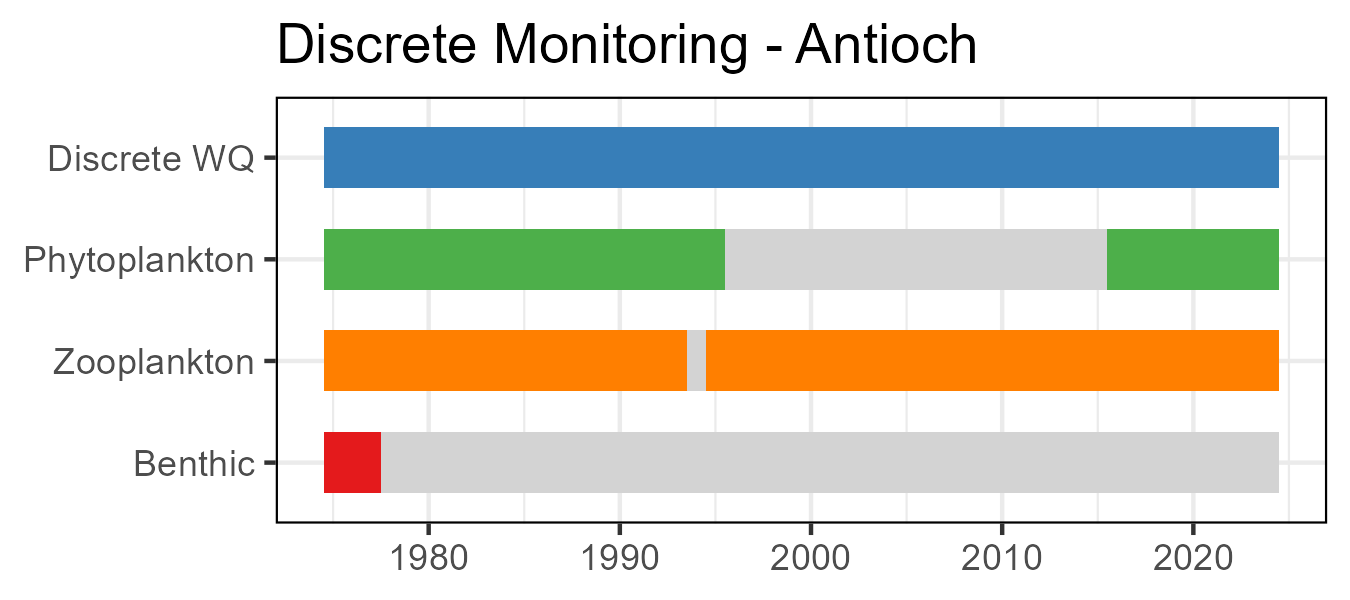 Discrete Monitoring - Antioch
Discrete WQ
Phytoplankton
Zooplankton
Benthic
1980 1990 2000 2010 2020